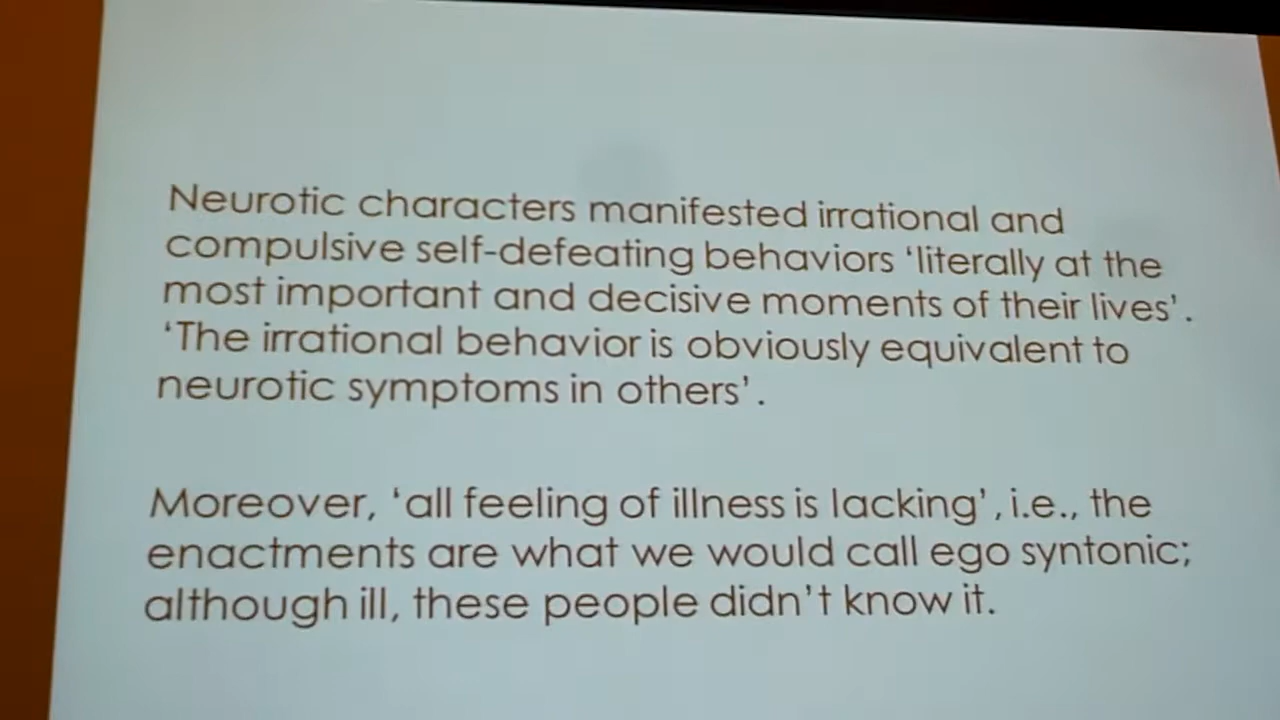 Neurotic characters manifested irrational and
compulsive self-defeating behaviors ‘literally at the
most important and decisive moments of their lives’.
‘The irrational behavior is obviously equivalent to
neurotic symptoms in others’.
Moreover, ‘all feeling of illness is lacking’, i.e., the
enactments are what we would call ego syntonic;
although ill, these people didn’t know it.